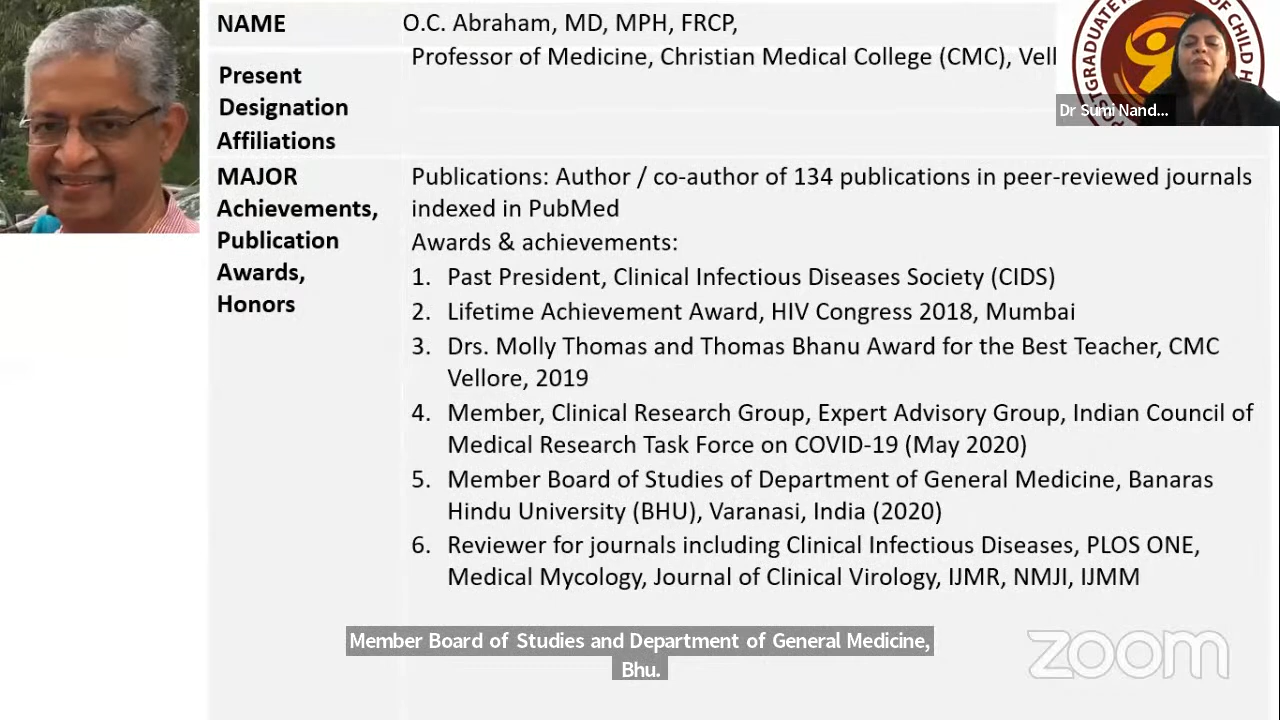 NAME
O.C. Abraham, MD, MPH, FRCP,
Present
Designation
Affiliations
Professor of Medicine, Christian Medical College (CMC), Vell
POSTGRADUATE
OF CHILD H
Dr Sumi Nand...
MAJOR
Achievements,
Publication
Awards,
Honors
Publications: Author / co-author of 134 publications in peer-reviewed journals
indexed in PubMed
Awards & achievements:
1. Past President, Clinical Infectious Diseases Society (CIDS)
2. Lifetime Achievement Award, HIV Congress 2018, Mumbai
3. Drs. Molly Thomas and Thomas Bhanu Award for the Best Teacher, CMC
Vellore, 2019
4. Member, Clinical Research Group, Expert Advisory Group, Indian Council of
Medical Research Task Force on COVID-19 (May 2020)
5. Member Board of Studies of Department of General Medicine, Banaras
Hindu University (BHU), Varanasi, India (2020)
6. Reviewer for journals including Clinical Infectious Diseases, PLOS ONE,
Medical Mycology, Journal of Clinical Virology, IJMR, NMJI, IJMM
Member Board of Studies and Department of General Medicine,
Bhu.
zoom